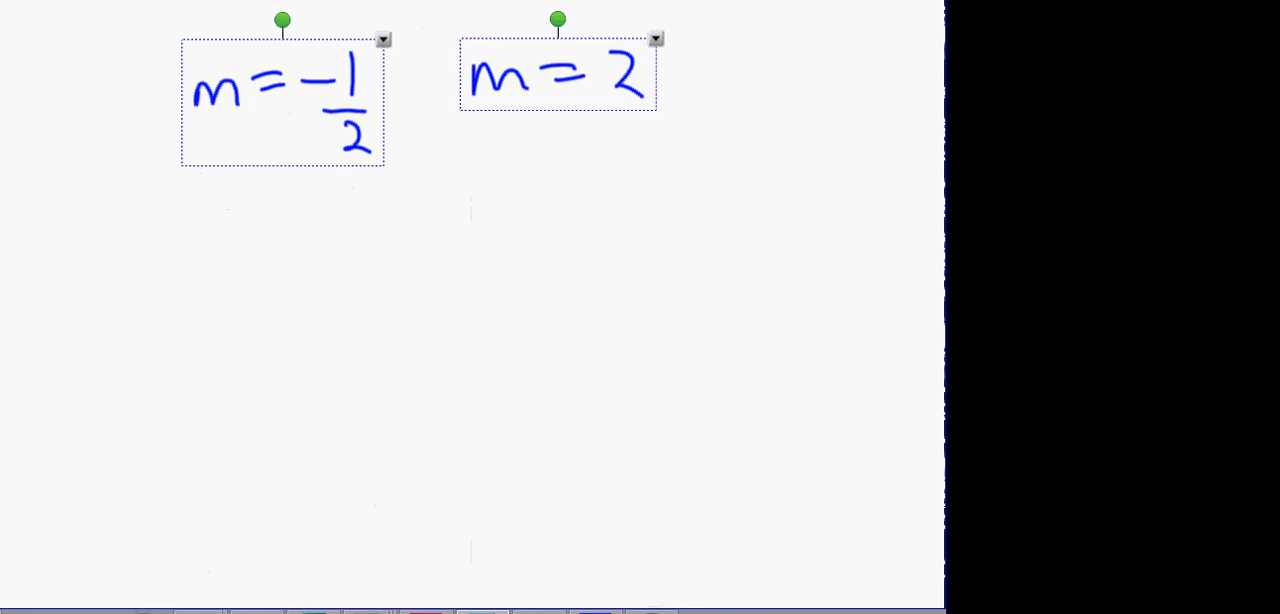 m = -1/2
m = 2